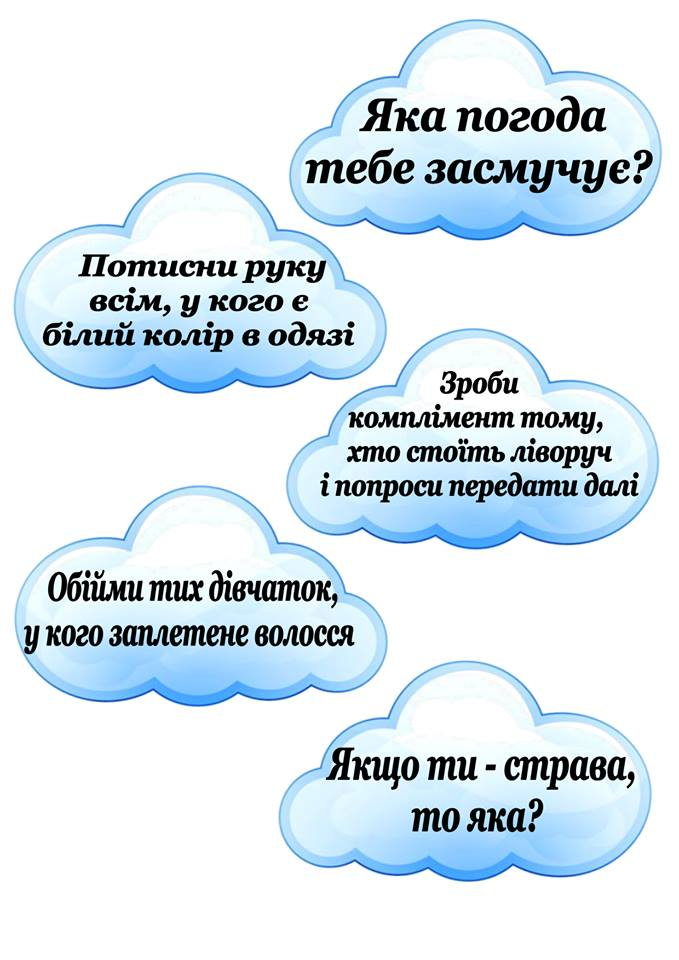 Яка погода
тебе засмучує?
Потисни руку
всім, у кого є
білий колір в одязі
Зроби
комплімент тому,
хто стоїть ліворуч
і попроси передати далі
Обійми тих дівчаток,
у кого заплетене волосся
Якщо ти - страва,
то яка?